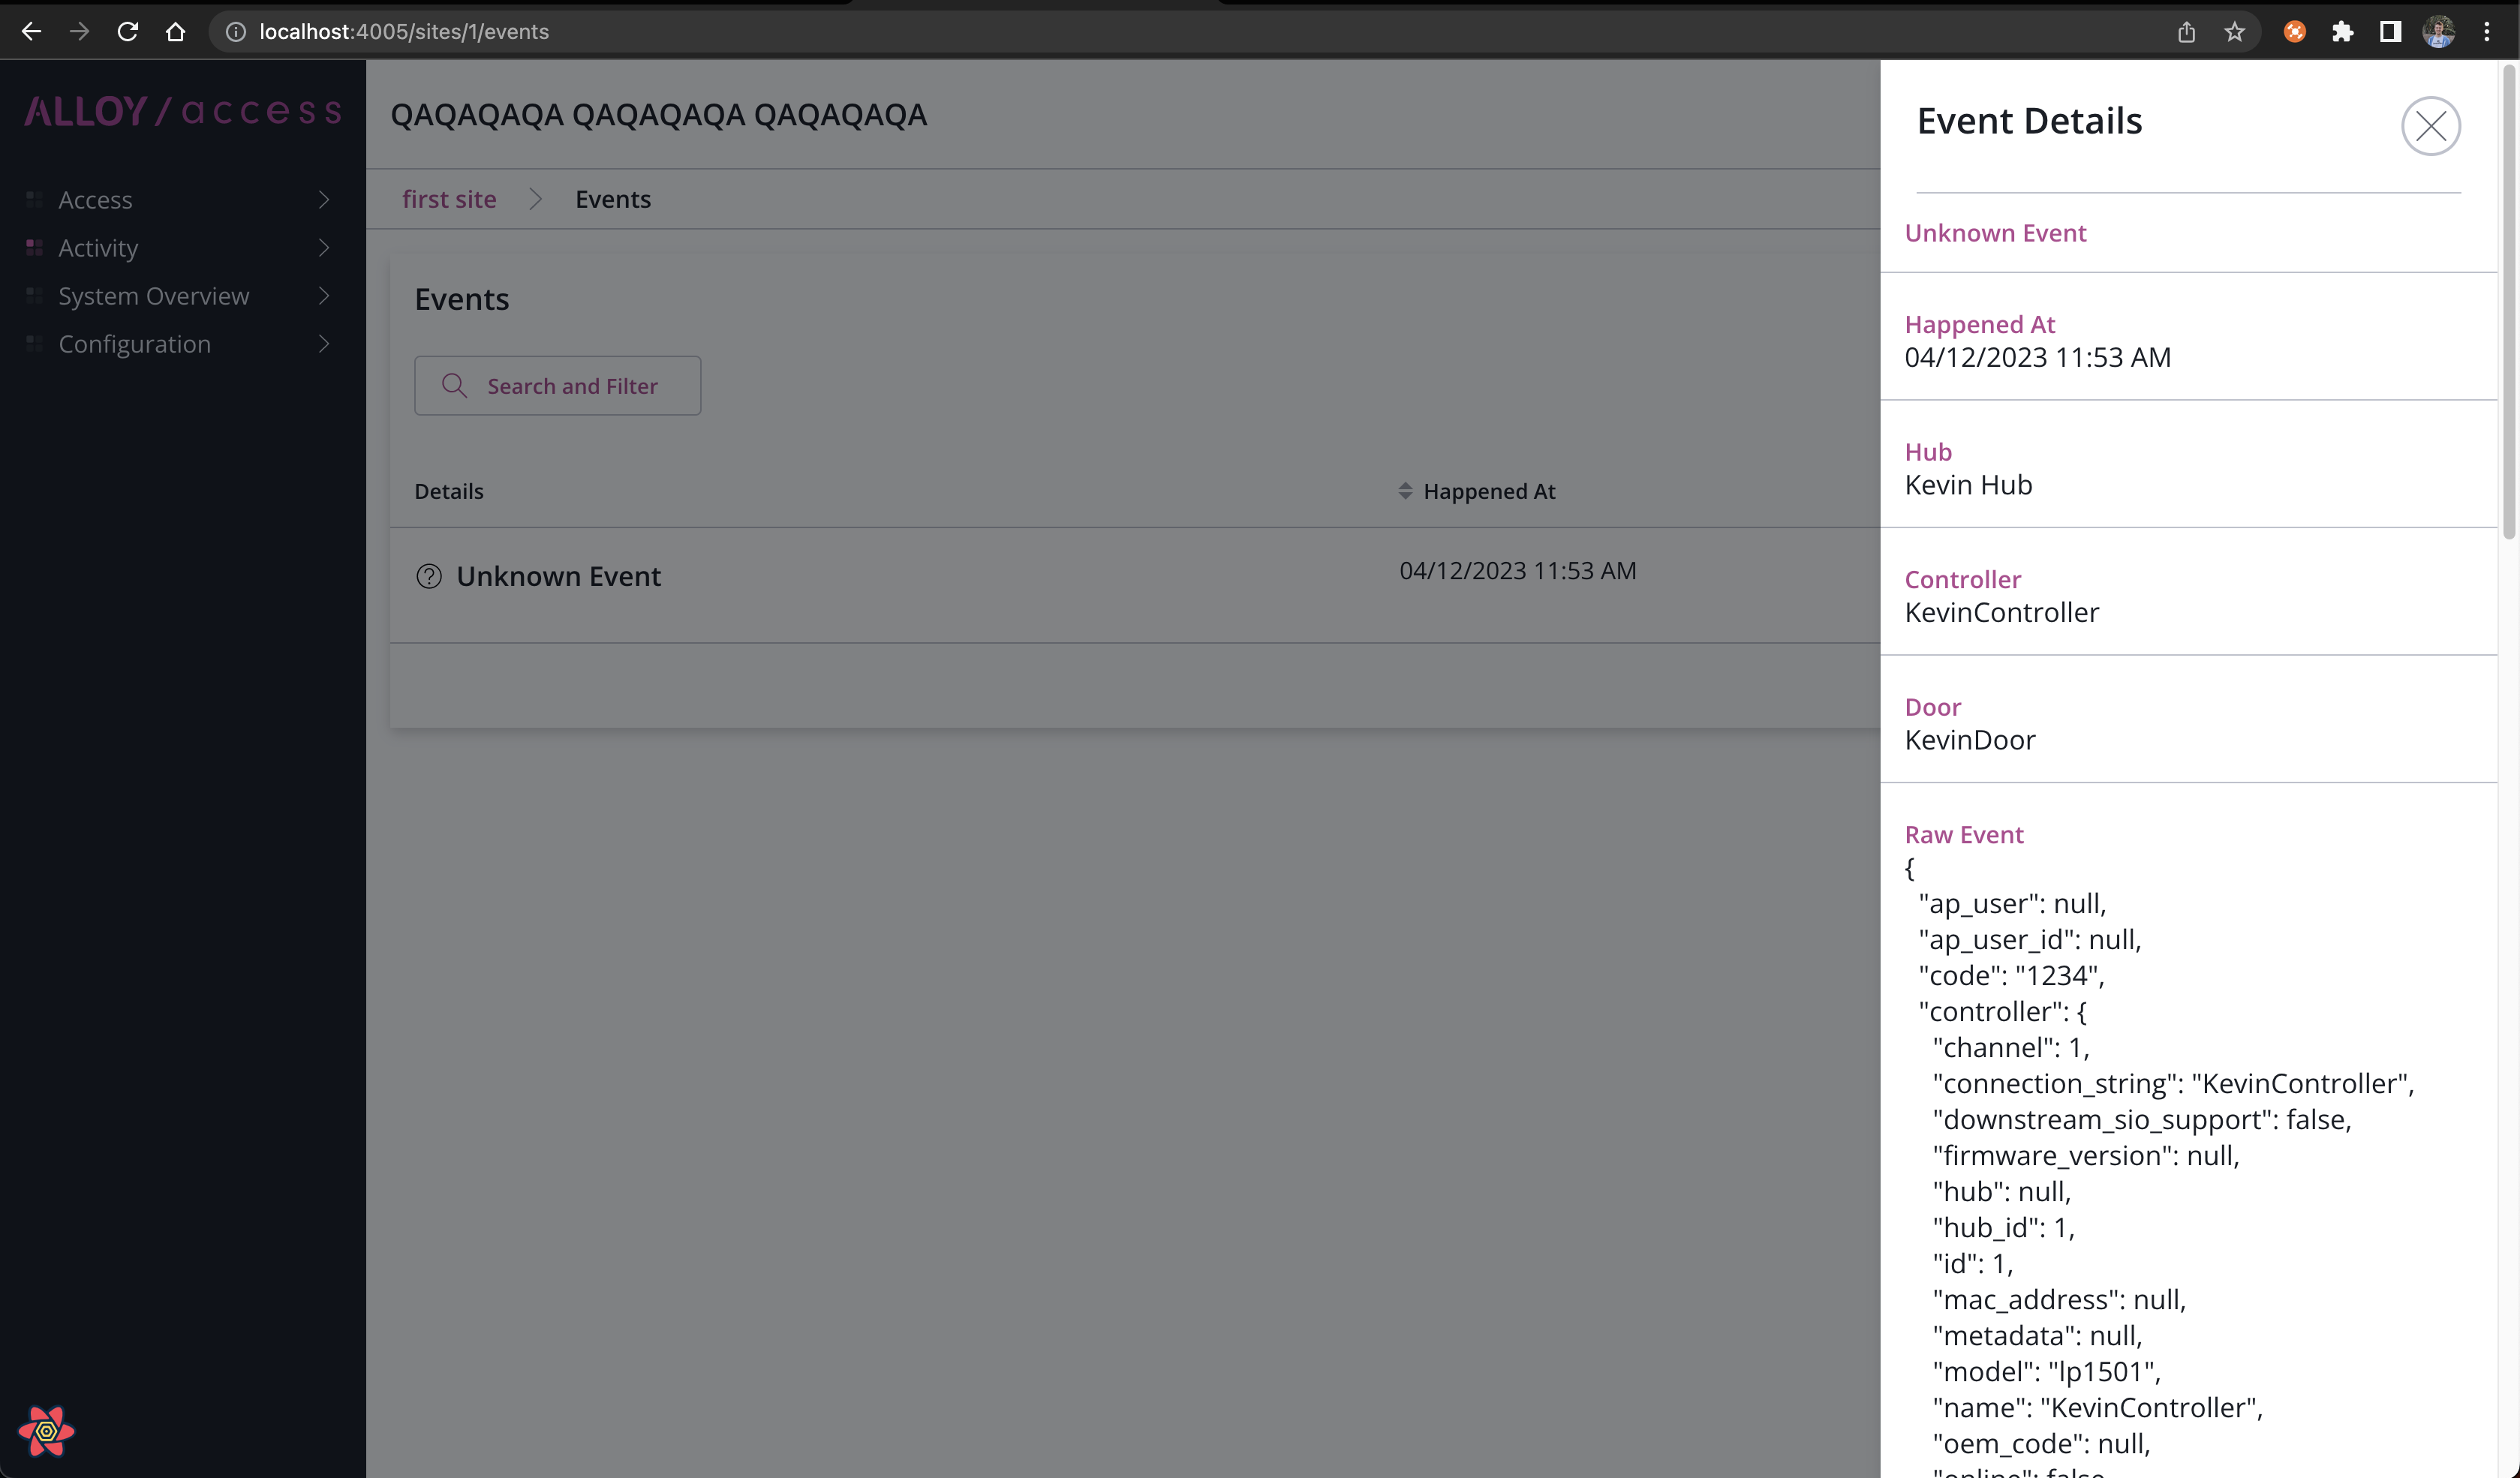 localhost:4005/sites/1/events
ALLOY/access
Access
Activity
System Overview
Configuration
QAQAQAQA QAQAQAQA QAQAQAQA
first site
Events
Events
Search and Filter
Details
Happened At
Unknown Event
04/12/2023 11:53 AM
Event Details
Unknown Event
Happened At
04/12/2023 11:53 AM
Hub
Kevin Hub
Controller
KevinController
Door
KevinDoor
Raw Event
{
"ap_user": null,
"ap_user_id": null,
"code": "1234",
"controller": {
"channel": 1,
"connection_string": "KevinController",
"downstream_sio_support": false,
"firmware_version": null,
"hub": null,
"hub_id": 1,
"id": 1,
"mac_address": null,
"metadata": null,
"model": "lp1501",
"name": "KevinController",
"oem_code": null,
"online": false